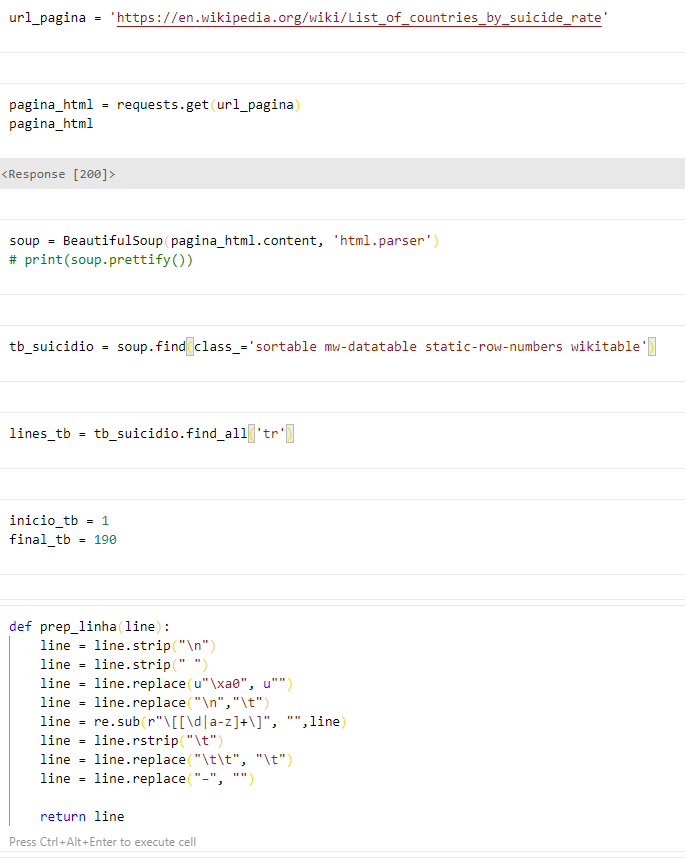 url_pagina = 'https://en.wikipedia.org/wiki/List_of_countries_by_suicide_rate'
pagina_html = requests.get(url_pagina)
pagina_html
<Response [200]>
soup = BeautifulSoup(pagina_html.content, 'html.parser')
# print(soup.prettify())
tb_suicidio = soup.find(class_='sortable mw-datatable static-row-numbers wikitable')
lines_tb = tb_suicidio.find_all('tr')
inicio_tb = 1
final_tb = 190
def prep_linha(line):
    line = line.strip("\n")
    line = line.strip(" ")
    line = line.replace(u"\xa0", u"")
    line = line.replace("\n","\t")
    line = re.sub(r"\[[\d|a-z]+\]", "",line)
    line = line.rstrip("\t")
    line = line.replace("\t\t", "\t")
    line = line.replace("–", "")
    return line
Press Ctrl+Alt+Enter to execute cell